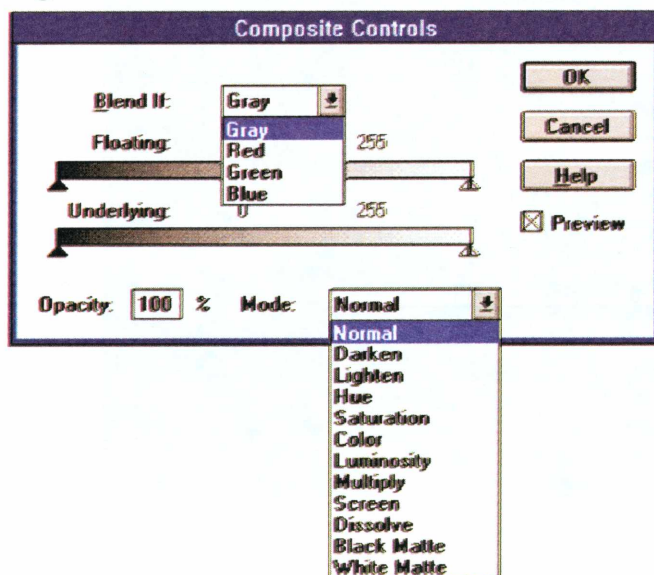 Composite Controls
Blend If: Gray
Gray
Red
Green
Blue
Floating: 255
Underlying: 0 255
Opacity: 100 % Mode: Normal
Normal
Darken
Lighten
Hue
Saturation
Color
Luminosity
Multiply
Screen
Dissolve
Black Matte
White Matte
OK
Cancel
Help
Preview